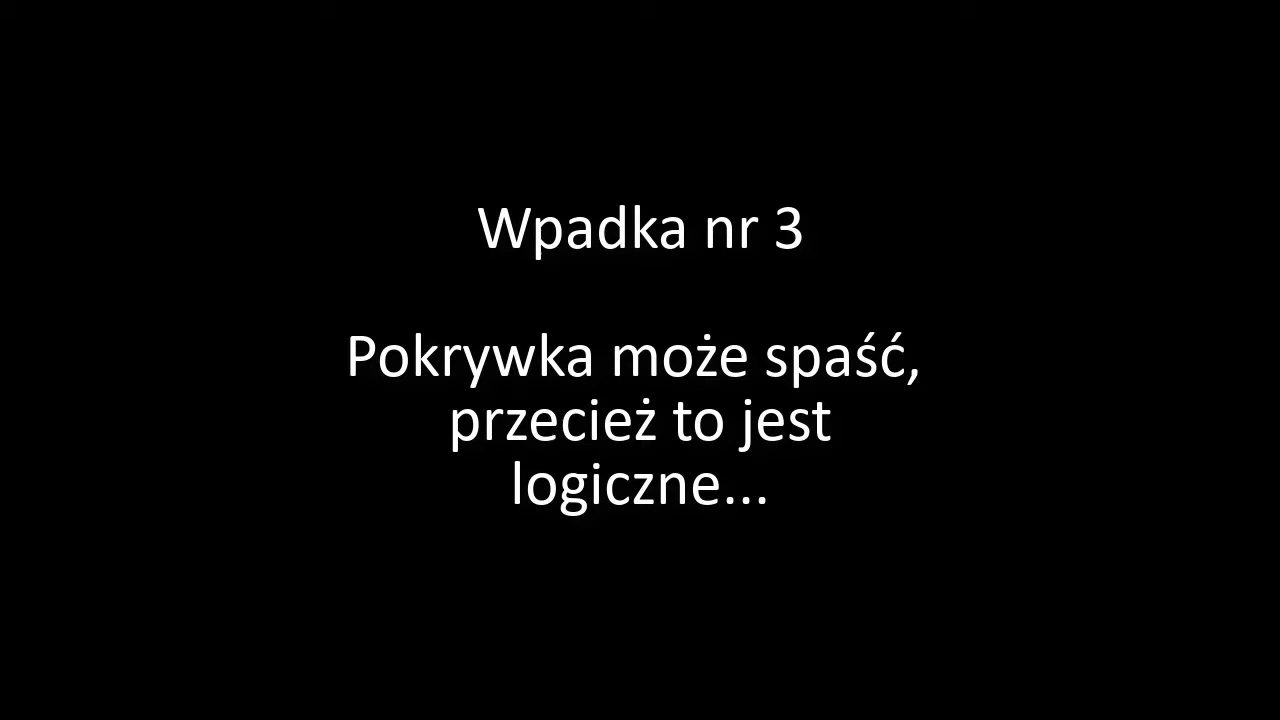 Wpadka nr 3
Pokrywka może spaść,
przecież to jest
logiczne...